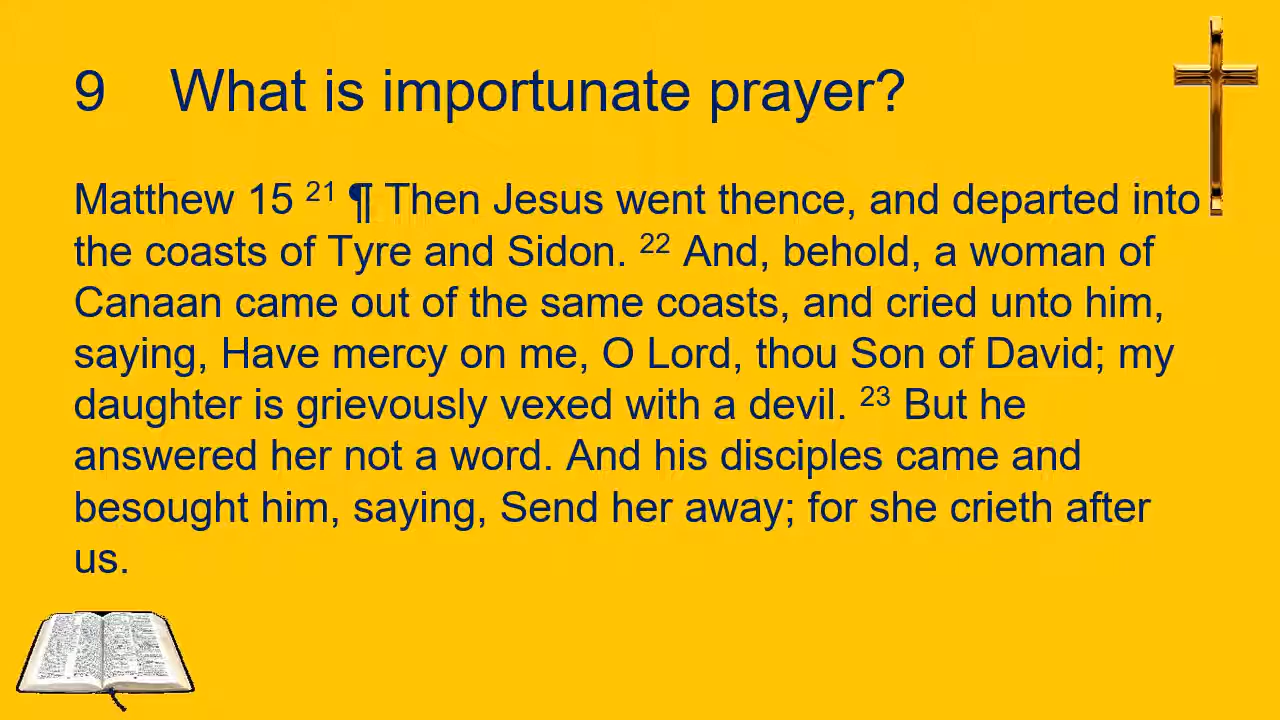 9 What is importunate prayer?
Matthew 15 21 ¶ Then Jesus went thence, and departed into
the coasts of Tyre and Sidon. 22 And, behold, a woman of
Canaan came out of the same coasts, and cried unto him,
saying, Have mercy on me, O Lord, thou Son of David; my
daughter is grievously vexed with a devil. 23 But he
answered her not a word. And his disciples came and
besought him, saying, Send her away; for she crieth after
us.